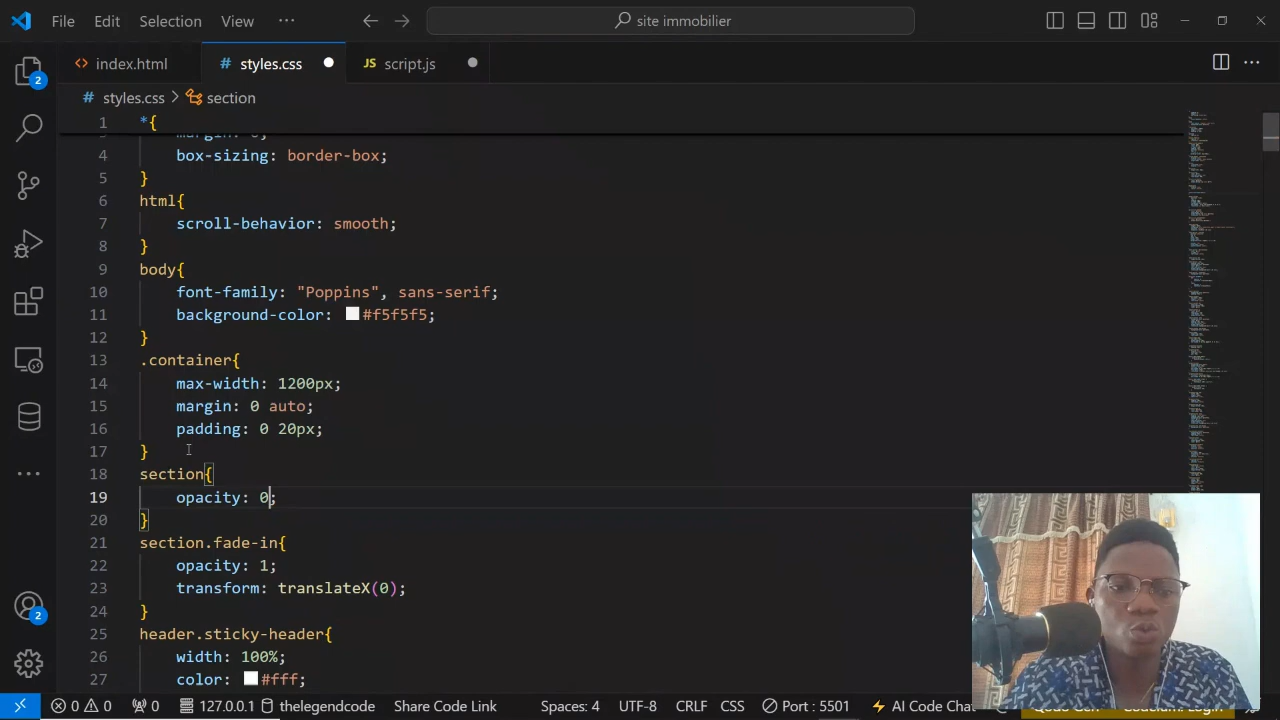 File Edit Selection View ··· site immobilier
index.html # styles.css JS script.js
# styles.css > section
1 *{
4 box-sizing: border-box;
5 }
6 html{
7 scroll-behavior: smooth;
8 }
9 body{
10 font-family: "Poppins", sans-serif;
11 background-color: #f5f5f5;
12 }
13 .container{
14 max-width: 1200px;
15 margin: 0 auto;
16 padding: 0 20px;
17 }
18 section{
19 opacity: 0;
20 }
21 section.fade-in{
22 opacity: 1;
23 transform: translateX(0);
24 }
25 header.sticky-header{
26 width: 100%;
27 color: #fff;
2
2
0 0 0 127.0.0.1 thelegendcode Share Code Link Spaces: 4 UTF-8 CRLF CSS Port : 5501 AI Code Chat